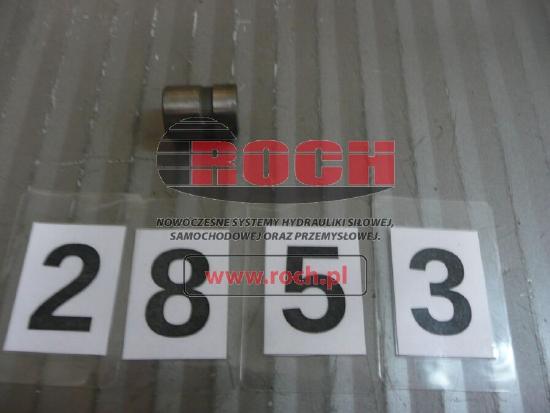 ROCH
NOWOCZESNE SYSTEMY HYDRAULIKI SIŁOWEJ,
SAMOCHODOWEJ ORAZ PRZEMYSŁOWEJ.
www.roch.pl
2 8 5 3